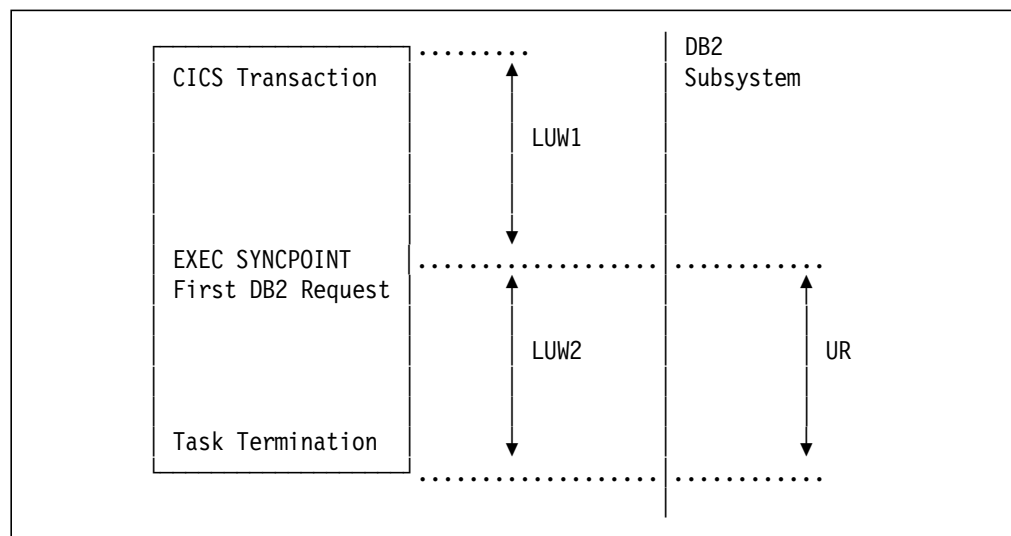 DB2
CICS Transaction
Subsystem
LUW1
EXEC SYNCPOINT
First DB2 Request
LUW2
UR
Task Termination